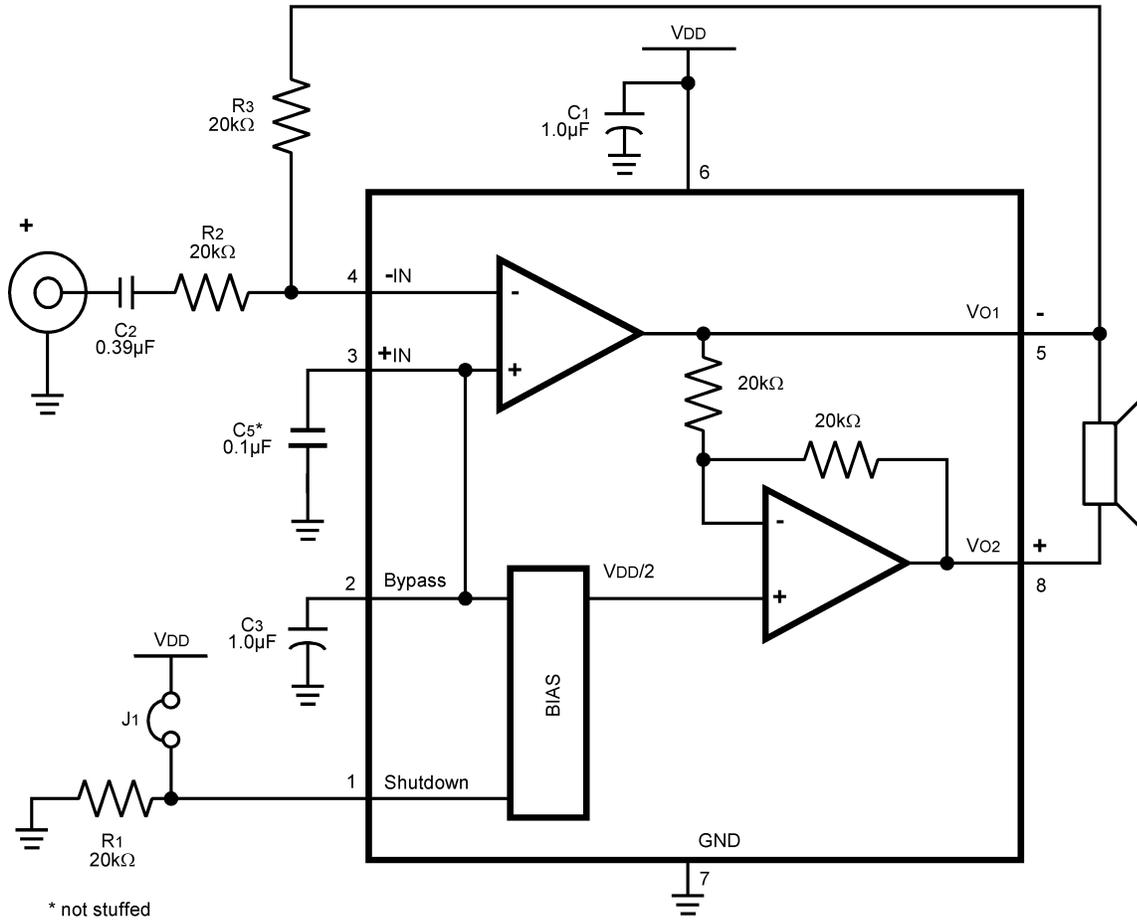 VDD
R3
20kΩ
C1
1.0µF
6
+
R2
20kΩ
4
-IN
-
C2
0.39µF
VO1
-
5
3
+IN
+
20kΩ
20kΩ
C5*
0.1µF
-
VO2
+
8
2
Bypass
VDD/2
+
C3
1.0µF
VDD
BIAS
J1
1
Shutdown
R1
20kΩ
GND
7
* not stuffed